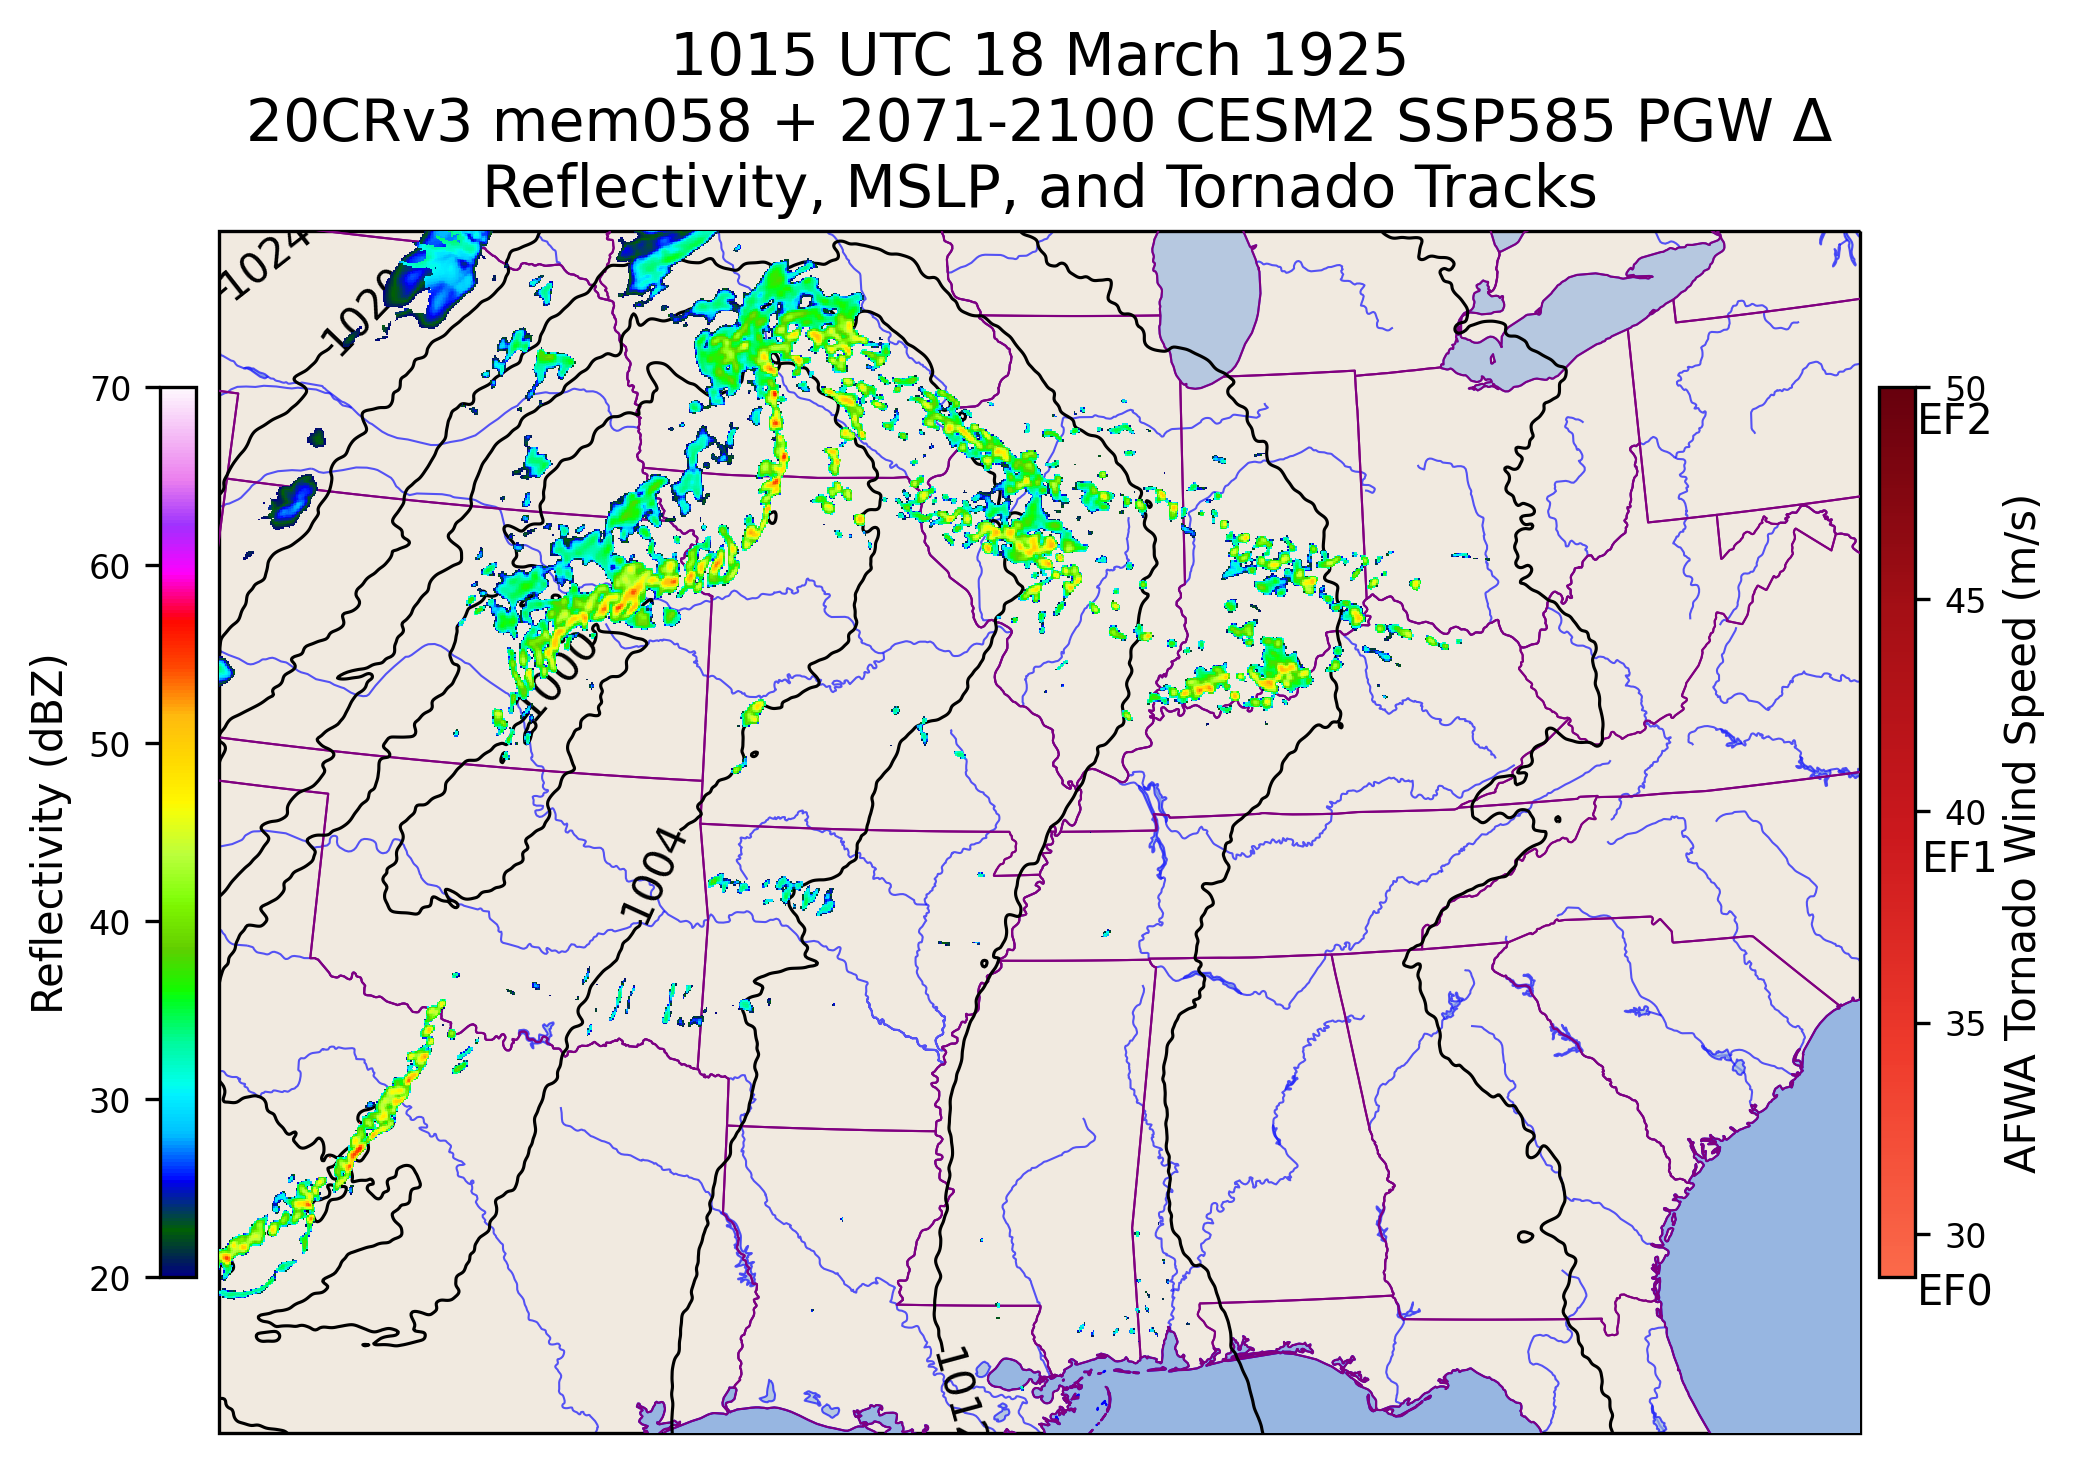 1015 UTC 18 March 1925
20CRv3 mem058 + 2071-2100 CESM2 SSP585 PGW Δ
Reflectivity, MSLP, and Tornado Tracks
1024
1020
1000
1004
101
70
60
50
40
30
20
Reflectivity (dBZ)
50
EF2
45
40
EF1
35
30
EF0
AFWA Tornado Wind Speed (m/s)